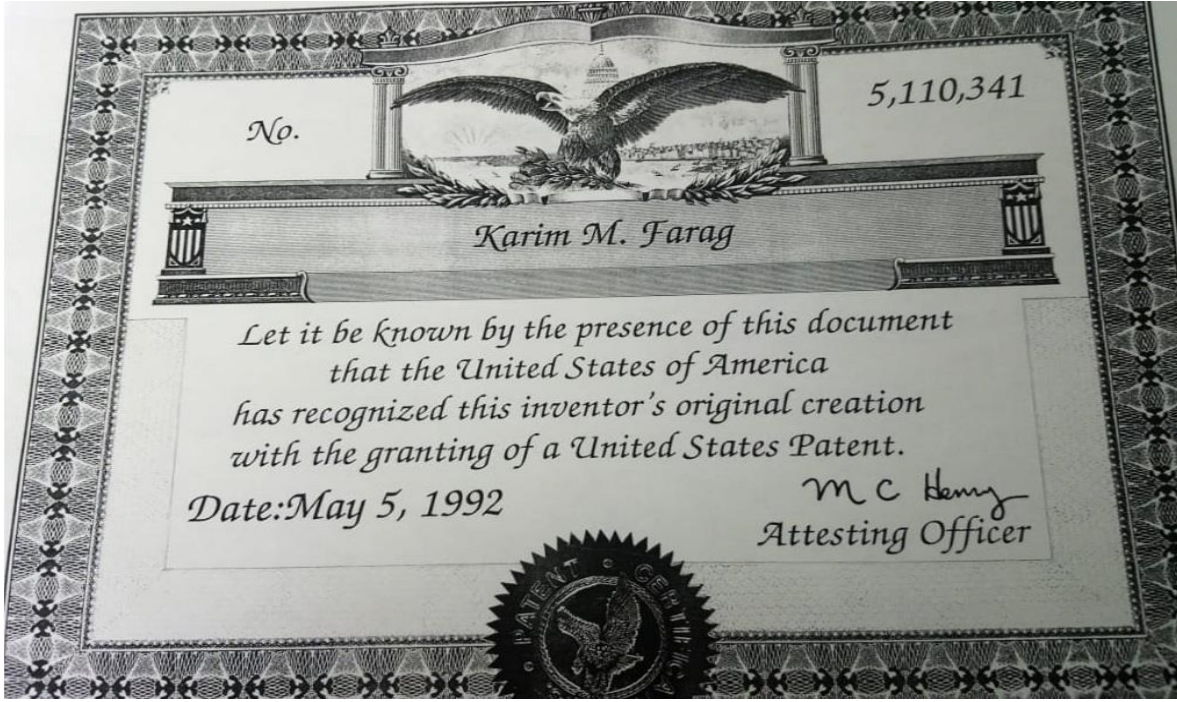 No.
5,110,341
Karim M. Farag
Let it be known by the presence of this document
that the United States of America
has recognized this inventor's original creation
with the granting of a United States Patent.
Date:May 5, 1992
M C Henry
Attesting Officer
PATENT